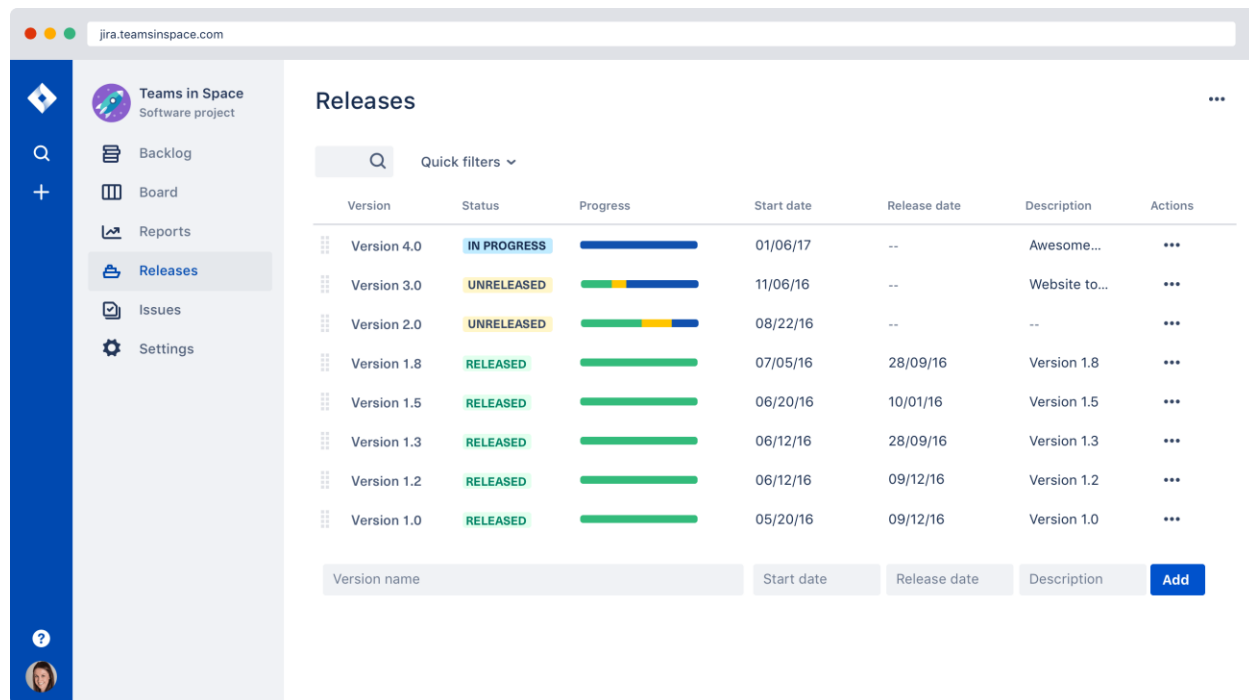 jira.teamsinspace.com
Teams in Space
Software project
Backlog
Board
Reports
Releases
Issues
Settings
?
Releases
•••
Quick filters
Version Status Progress Start date Release date Description Actions
Version 4.0 IN PROGRESS 01/06/17 -- Awesome... •••
Version 3.0 UNRELEASED 11/06/16 -- Website to... •••
Version 2.0 UNRELEASED 08/22/16 -- -- •••
Version 1.8 RELEASED 07/05/16 28/09/16 Version 1.8 •••
Version 1.5 RELEASED 06/20/16 10/01/16 Version 1.5 •••
Version 1.3 RELEASED 06/12/16 28/09/16 Version 1.3 •••
Version 1.2 RELEASED 06/12/16 09/12/16 Version 1.2 •••
Version 1.0 RELEASED 05/20/16 09/12/16 Version 1.0 •••
Version name Start date Release date Description Add